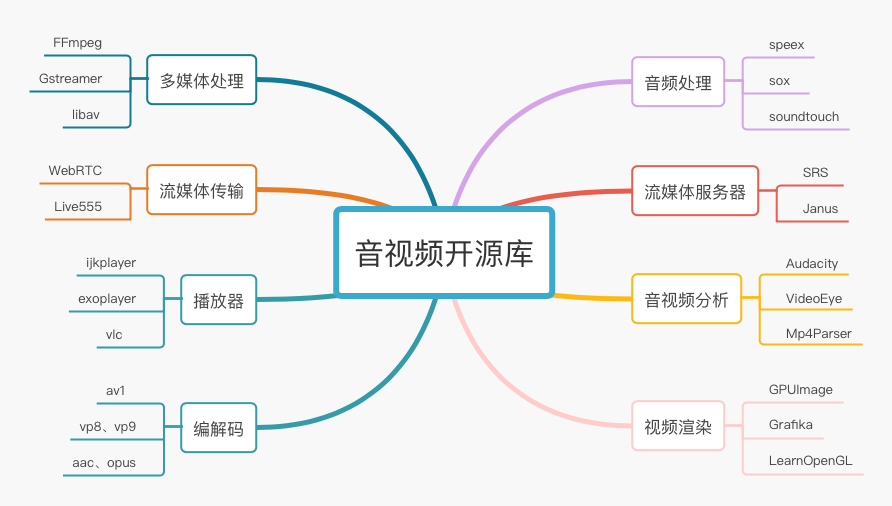 音视频开源库
多媒体处理
FFmpeg
Gstreamer
libav
流媒体传输
WebRTC
Live555
播放器
ijkplayer
exoplayer
vlc
编解码
av1
vp8、vp9
aac、opus
音频处理
speex
sox
soundtouch
流媒体服务器
SRS
Janus
音视频分析
Audacity
VideoEye
Mp4Parser
视频渲染
GPUImage
Grafika
LearnOpenGL